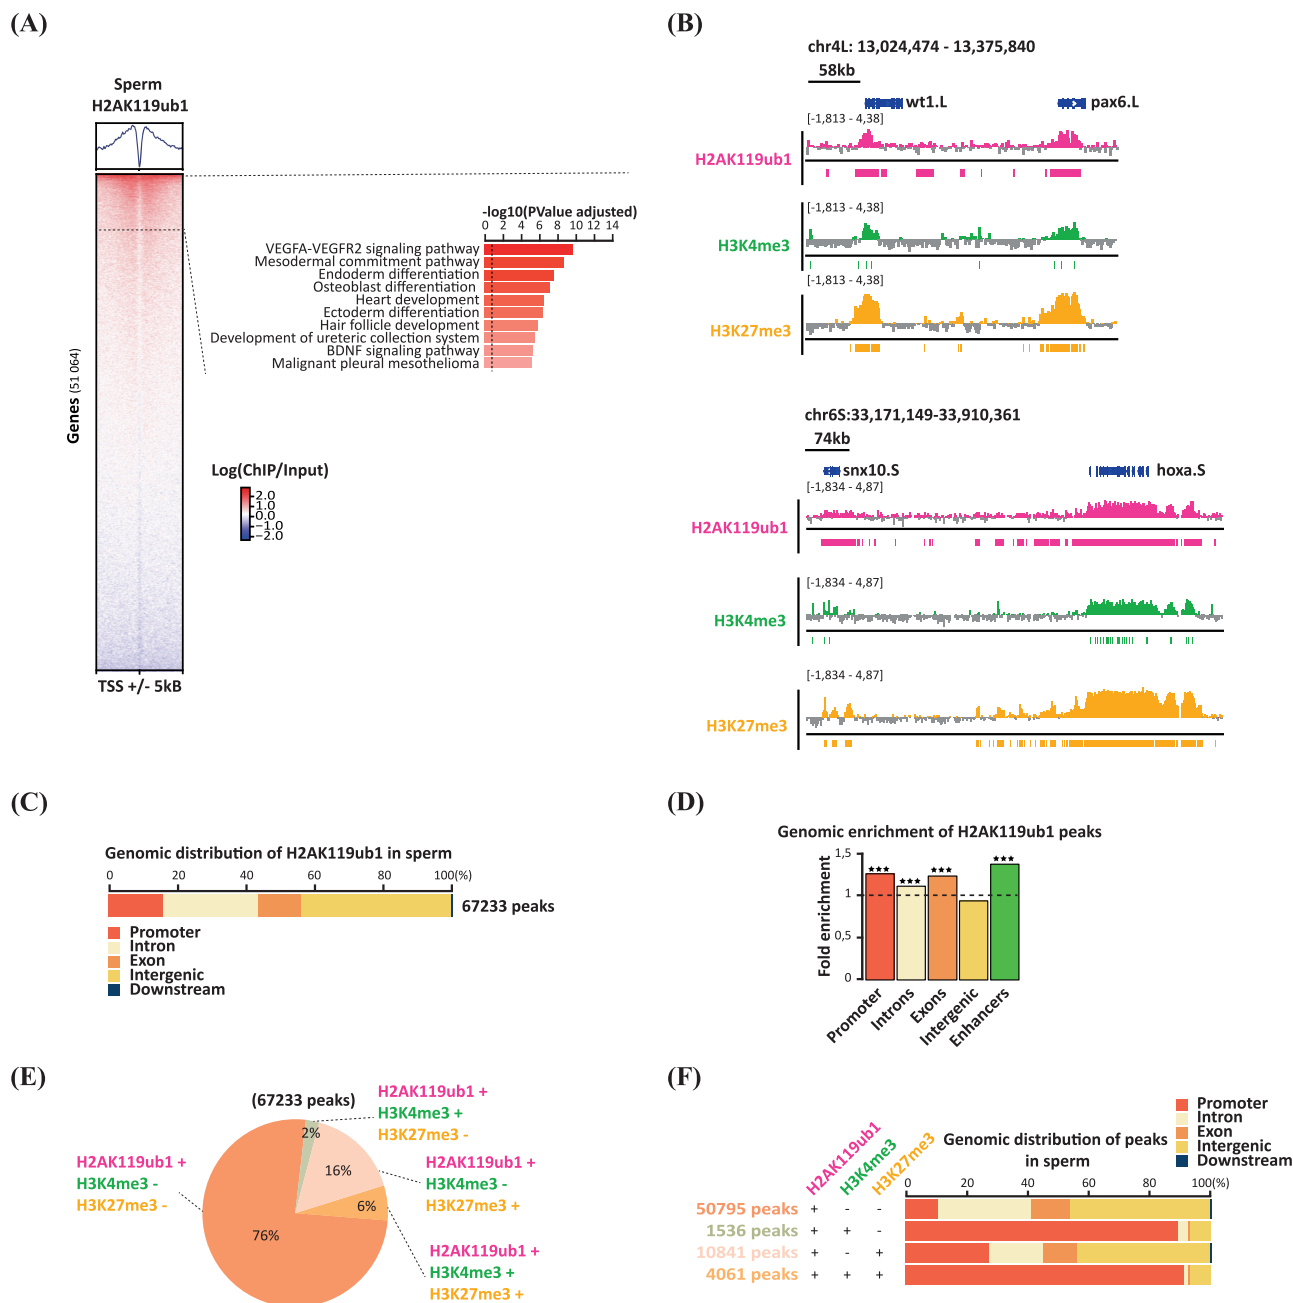 (A)
Sperm
H2AK119ub1
Genes (51 064)
TSS +/- 5kB
-log10(PValue adjusted)
0 2 4 6 8 10 12 14
VEGFA-VEGFR2 signaling pathway
Mesodermal commitment pathway
Endoderm differentiation
Osteoblast differentiation
Heart development
Ectoderm differentiation
Hair follicle development
Development of ureteric collection system
BDNF signaling pathway
Malignant pleural mesothelioma
Log(ChIP/Input)
2.0
1.0
0.0
−1.0
−2.0
(B)
chr4L: 13,024,474 - 13,375,840
58kb
wt1.L
pax6.L
[-1,813 - 4,38]
H2AK119ub1
[-1,813 - 4,38]
H3K4me3
[-1,813 - 4,38]
H3K27me3
chr6S:33,171,149-33,910,361
74kb
snx10.S
hoxa.S
[-1,834 - 4,87]
H2AK119ub1
[-1,834 - 4,87]
H3K4me3
[-1,834 - 4,87]
H3K27me3
(C)
Genomic distribution of H2AK119ub1 in sperm
0 20 40 60 80 100(%)
67233 peaks
Promoter
Intron
Exon
Intergenic
Downstream
(D)
Genomic enrichment of H2AK119ub1 peaks
Fold enrichment
1,5
1
0,5
0
★★★ ★★★ ★★★ ★★★
Promoter
Introns
Exons
Intergenic
Enhancers
(E)
(67233 peaks)
H2AK119ub1 +
H3K4me3 +
H3K27me3 -
2%
H2AK119ub1 +
H3K4me3 -
H3K27me3 -
76%
16%
H2AK119ub1 +
H3K4me3 -
H3K27me3 +
6%
H2AK119ub1 +
H3K4me3 +
H3K27me3 +
(F)
Promoter
Intron
Exon
Intergenic
Downstream
Genomic distribution of peaks
in sperm
H2AK119ub1
H3K4me3
H3K27me3
0 20 40 60 80 100(%)
50795 peaks + - -
1536 peaks + + -
10841 peaks + - +
4061 peaks + + +